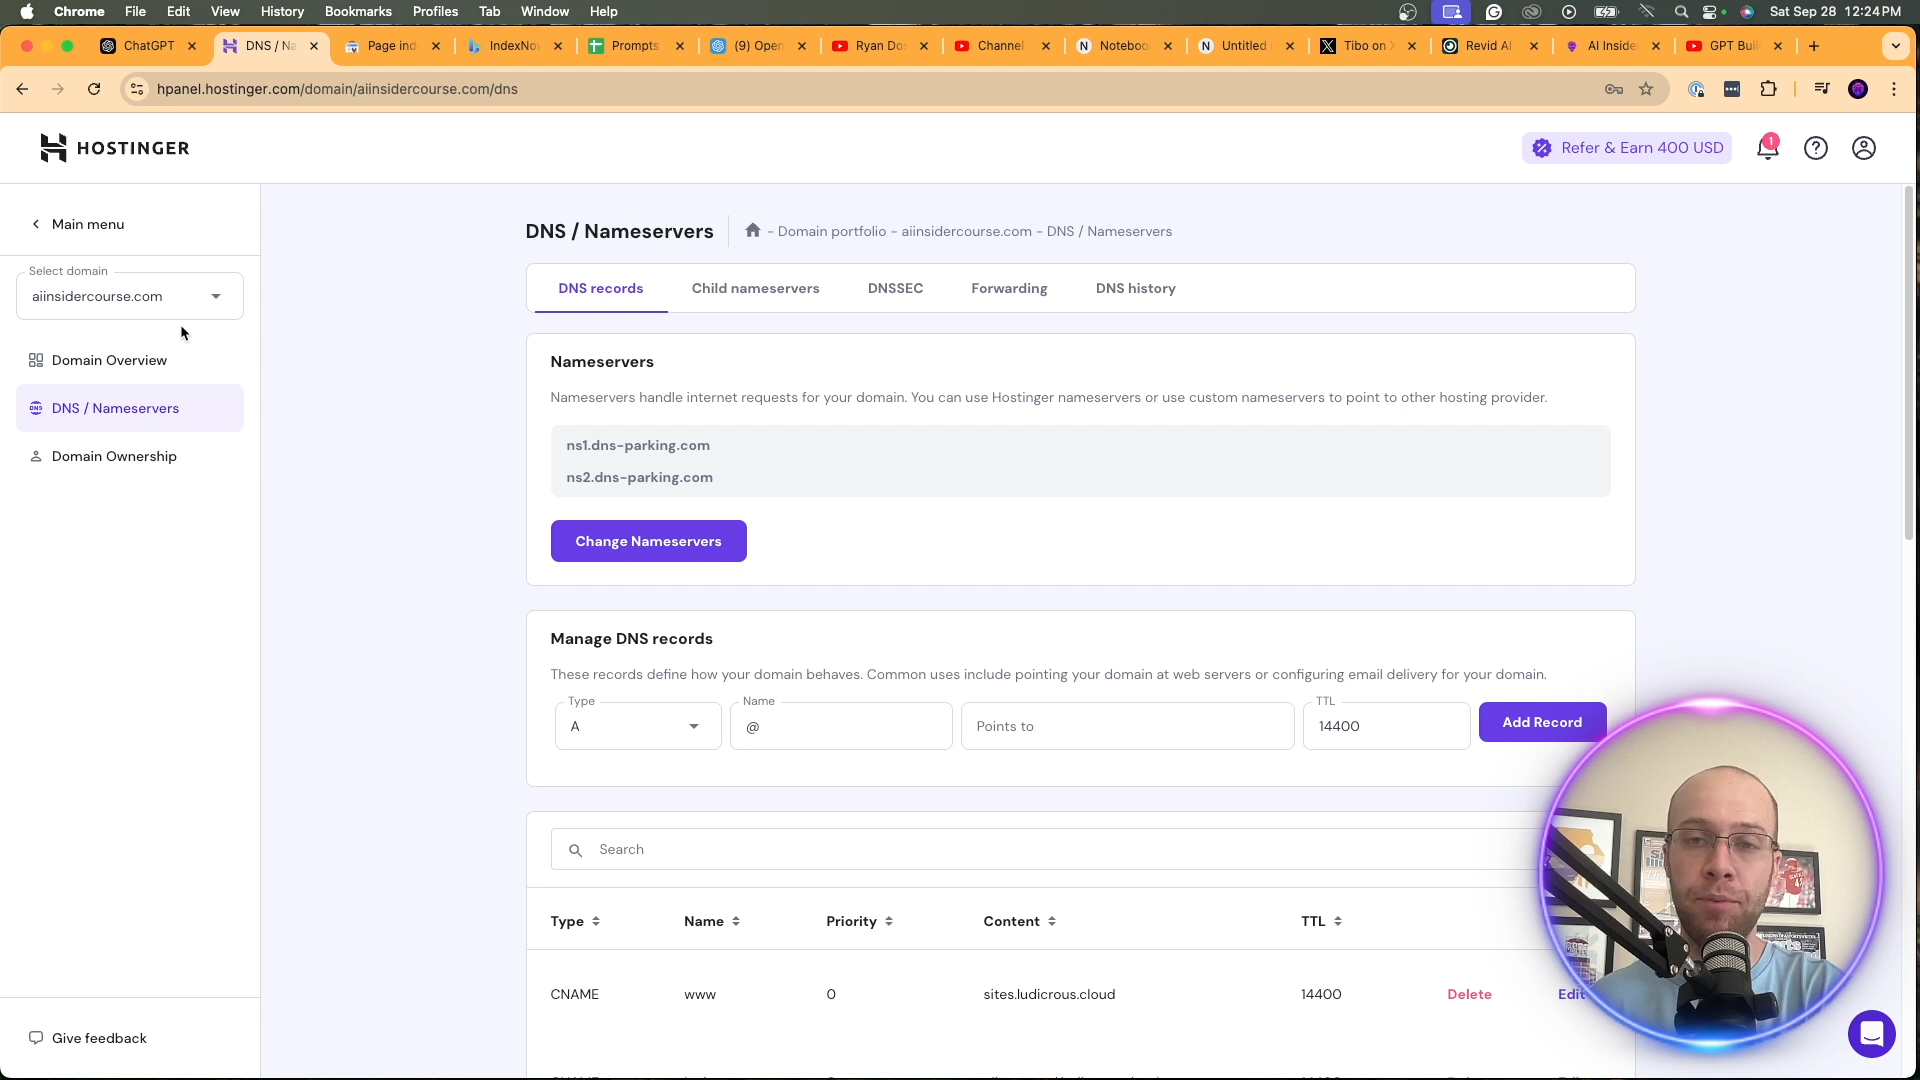 Chrome File Edit View History Bookmarks Profiles Tab Window Help Sat Sep 28 12:24 PM
ChatGPT DNS / Na Page ind IndexNo Prompts (9) Open Ryan Do Channel Noteboo Untitled Tibo on X Revid AI AI Inside GPT Buil
hpanel.hostinger.com/domain/aiinsidercourse.com/dns
HOSTINGER
Refer & Earn 400 USD
1
Main menu
Select domain
aiinsidercourse.com
Domain Overview
DNS / Nameservers
Domain Ownership
Give feedback
DNS / Nameservers
- Domain portfolio - aiinsidercourse.com - DNS / Nameservers
DNS records Child nameservers DNSSEC Forwarding DNS history
Nameservers
Nameservers handle internet requests for your domain. You can use Hostinger nameservers or use custom nameservers to point to other hosting provider.
ns1.dns-parking.com
ns2.dns-parking.com
Change Nameservers
Manage DNS records
These records define how your domain behaves. Common uses include pointing your domain at web servers or configuring email delivery for your domain.
Type Name TTL
A @ Points to 14400 Add Record
Search
Type Name Priority Content TTL
CNAME www 0 sites.ludicrous.cloud 14400 Delete Edit